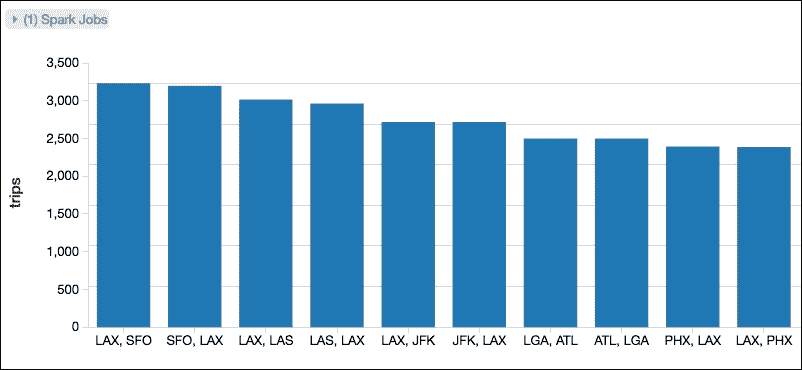 (1) Spark Jobs
3,500
3,000
2,500
2,000
1,500
1,000
500
0
trips
LAX, SFO SFO, LAX LAX, LAS LAS, LAX LAX, JFK JFK, LAX LGA, ATL ATL, LGA PHX, LAX LAX, PHX